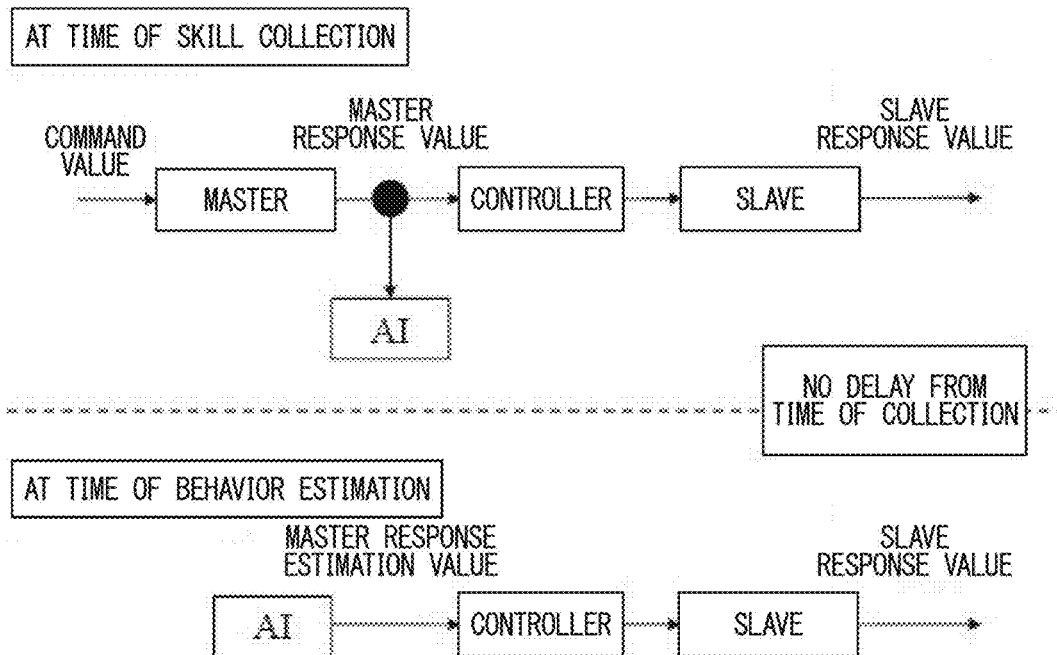 AT TIME OF SKILL COLLECTION
COMMAND
VALUE
MASTER
RESPONSE VALUE
SLAVE
RESPONSE VALUE
MASTER
CONTROLLER
SLAVE
AI
NO DELAY FROM
TIME OF COLLECTION
AT TIME OF BEHAVIOR ESTIMATION
MASTER RESPONSE
ESTIMATION VALUE
SLAVE
RESPONSE VALUE
AI
CONTROLLER
SLAVE